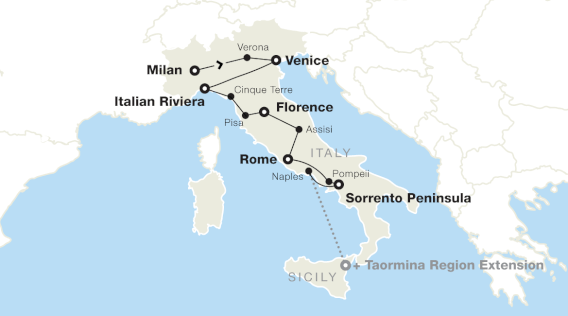 Verona
Venice
Milan
Cinque Terre
Italian Riviera
Florence
Pisa
Assisi
ITALY
Rome
Pompeii
Naples
Sorrento Peninsula
+ Taormina Region Extension
SICILY